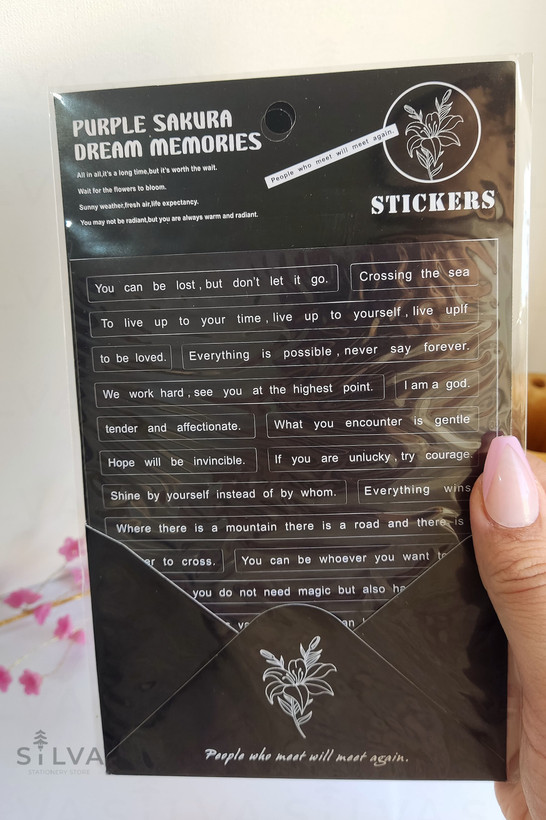 PURPLE SAKURA
DREAM MEMORIES
All in all,it's a long time,but it's worth the wait.
Wait for the flowers to bloom.
Sunny weather,fresh air,life expectancy.
You may not be radiant,but you are always warm and radiant.
People who meet will meet again.
STICKERS
You can be lost , but don't let it go.
Crossing the sea
To live up to your time , live up to yourself , live uplf
to be loved.
Everything is possible , never say forever.
We work hard , see you at the highest point.
I am a god.
tender and affectionate.
What you encounter is gentle
Hope will be invincible.
If you are unlucky , try courage.
Shine by yourself instead of by whom.
Everything wins
Where there is a mountain there is a road and there is
to cross.
You can be whoever you want
you do not need magic but also
People who meet will meet again.
SiLVA
STATIONERY STORE